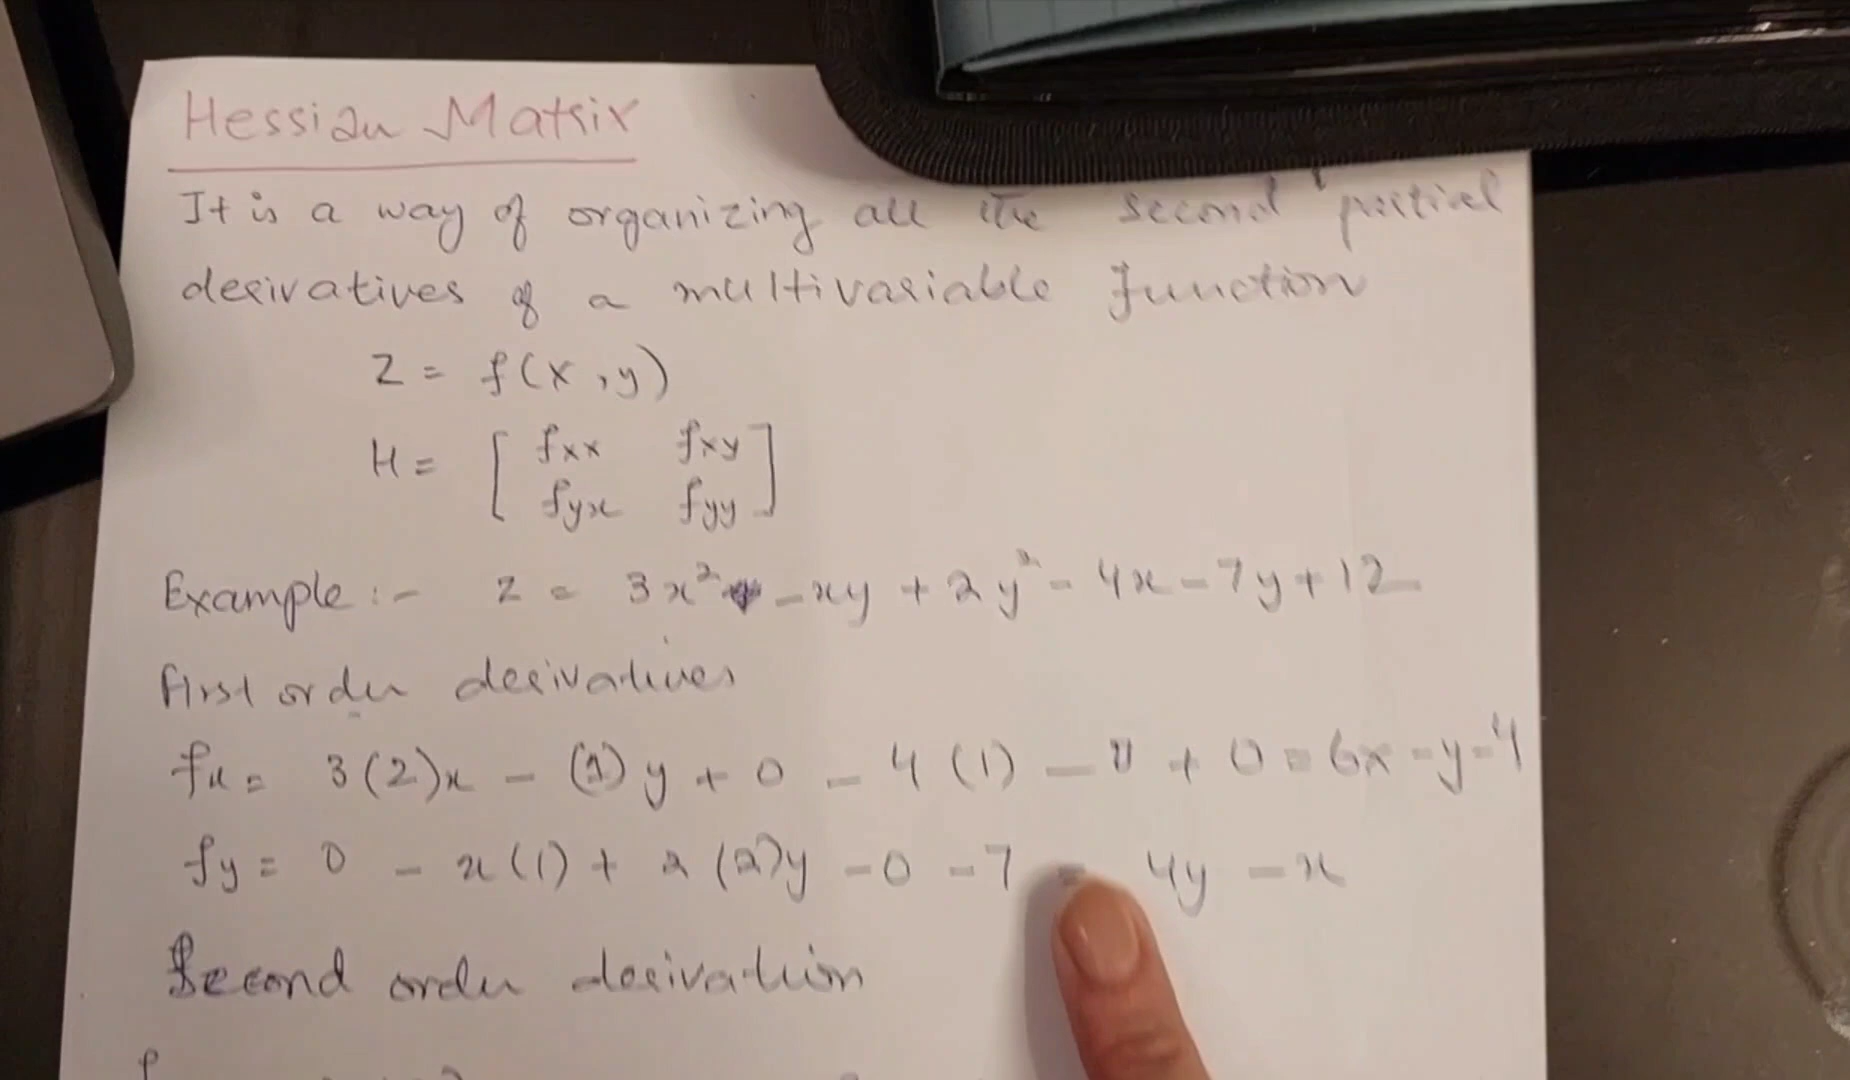 Hessian Matrix
It is a way of organizing all the second partial
derivatives of a multivariable function
Z = f(x,y)
H = [ fxx fxy
fyx fyy ]
Example :- z = 3x² - xy + 2y² - 4x - 7y + 12
First order derivatives
fx = 3(2)x - (1)y + 0 - 4(1) - 0 + 0 = 6x - y - 4
fy = 0 - x(1) + 2(2)y - 0 - 7 = 4y - x
Second order derivation